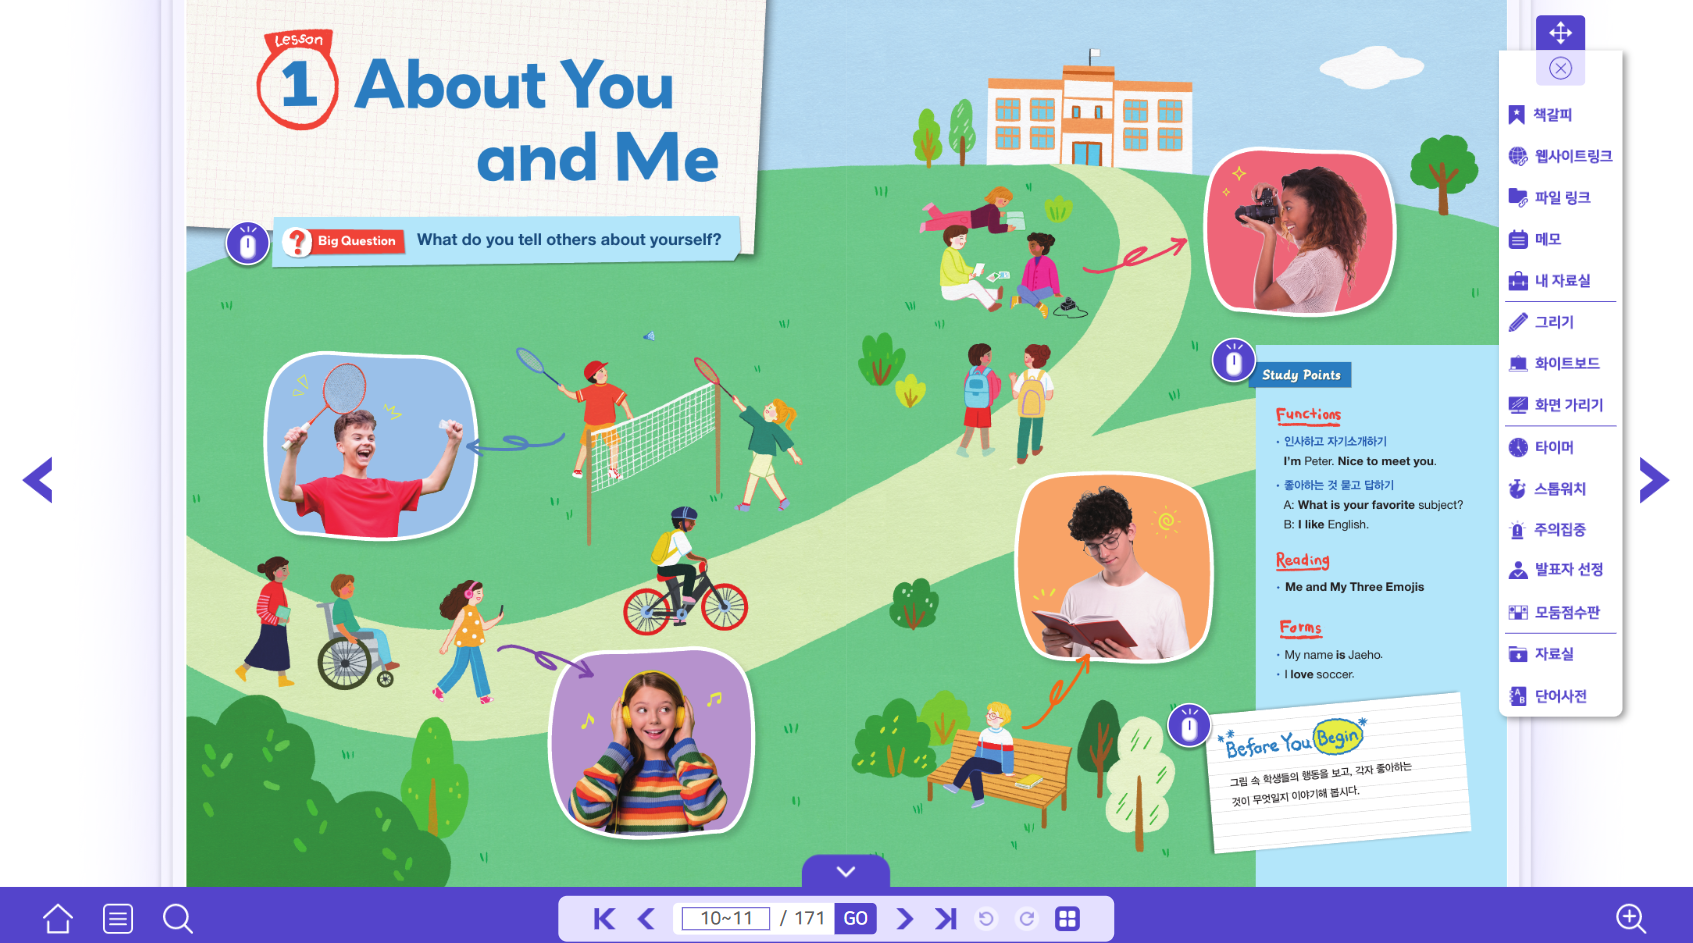 Lesson
1 About You
and Me
? Big Question What do you tell others about yourself?
Study Points
Functions
· 인사하고 자기소개하기
I'm Peter. Nice to meet you.
· 좋아하는 것 묻고 답하기
A: What is your favorite subject?
B: I like English.
Reading
· Me and My Three Emojis
Forms
· My name is Jaeho.
· I love soccer.
Before You Begin
그림 속 학생들의 행동을 보고, 각자 좋아하는
것이 무엇일지 이야기해 봅시다.
책갈피
웹사이트링크
파일 링크
메모
내 자료실
그리기
화이트보드
화면 가리기
타이머
스톱워치
주의집중
발표자 선정
모둠점수판
자료실
A B 단어사전
10~11 / 171 GO